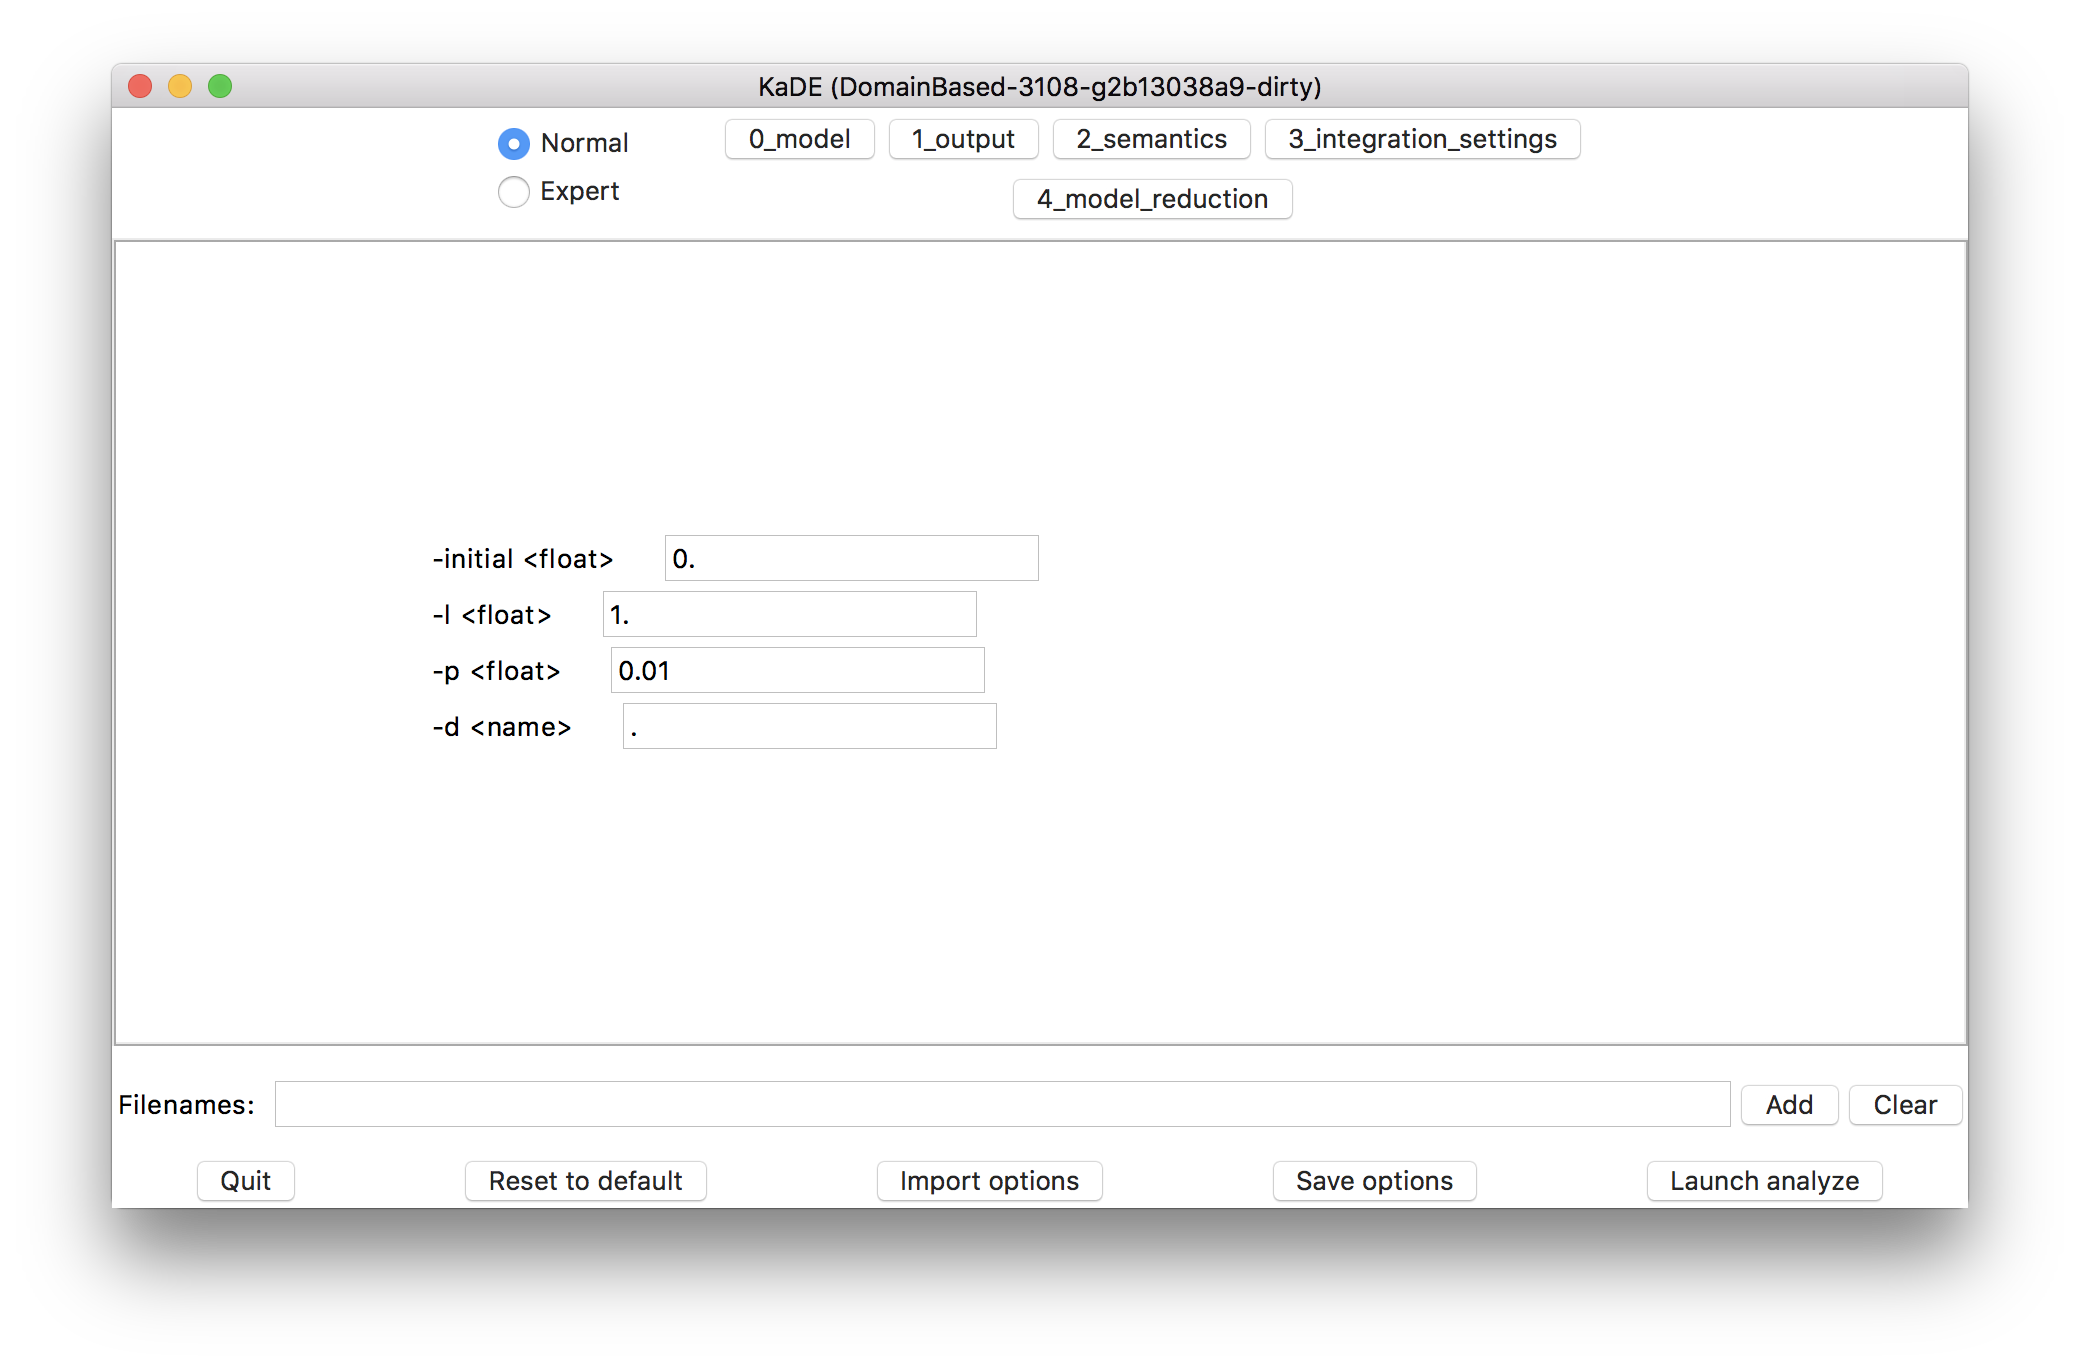 KaDE (DomainBased-3108-g2b13038a9-dirty)
Normal 0_model 1_output 2_semantics 3_integration_settings
Expert 4_model_reduction
-initial <float> 0.
-l <float> 1.
-p <float> 0.01
-d <name> .
Filenames: Add Clear
Quit Reset to default Import options Save options Launch analyze